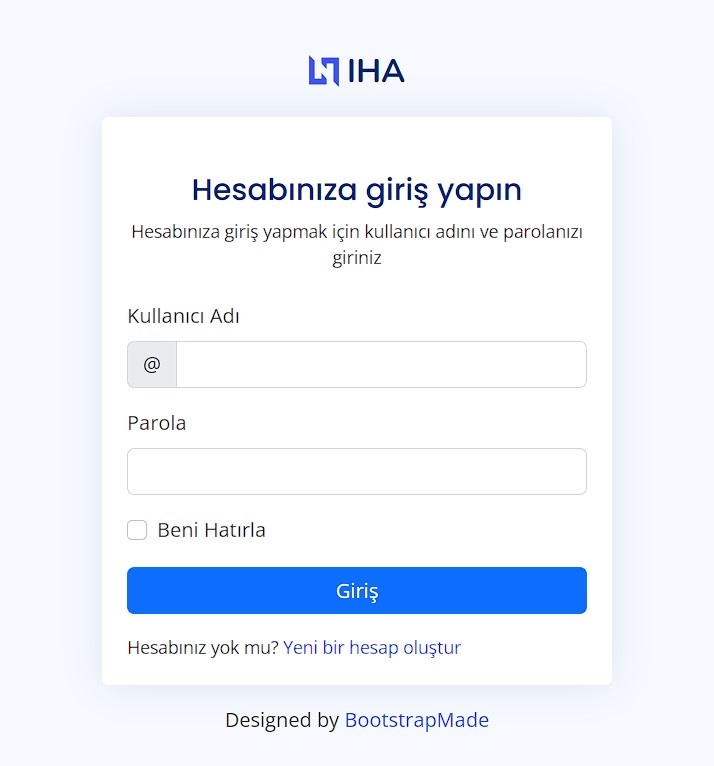 IHA
Hesabınıza giriş yapın
Hesabınıza giriş yapmak için kullanıcı adını ve parolanızı
giriniz
Kullanıcı Adı
@
Parola
Beni Hatırla
Giriş
Hesabınız yok mu? Yeni bir hesap oluştur
Designed by BootstrapMade